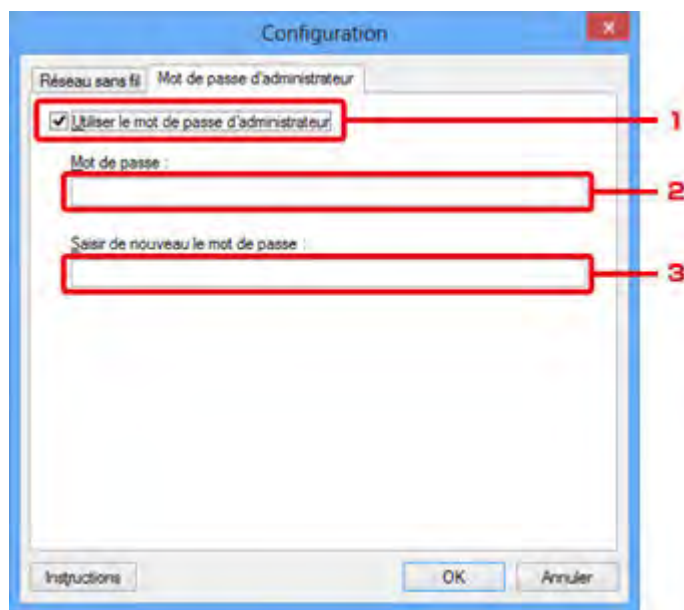 Configuration
x
Réseau sans fil
Mot de passe d'administrateur
Utiliser le mot de passe d'administrateur
1
Mot de passe :
2
Saisir de nouveau le mot de passe :
3
Instructions
OK
Annuler